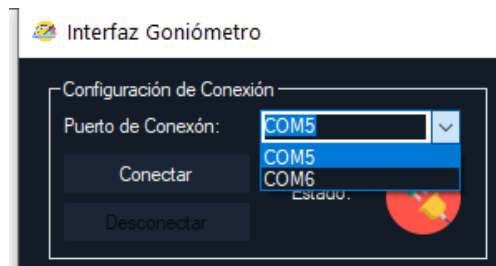 Interfaz Goniómetro
Configuración de Conexión
Puerto de Conexón: COM5
COM5
Conectar
COM6
Estado:
Desconectar